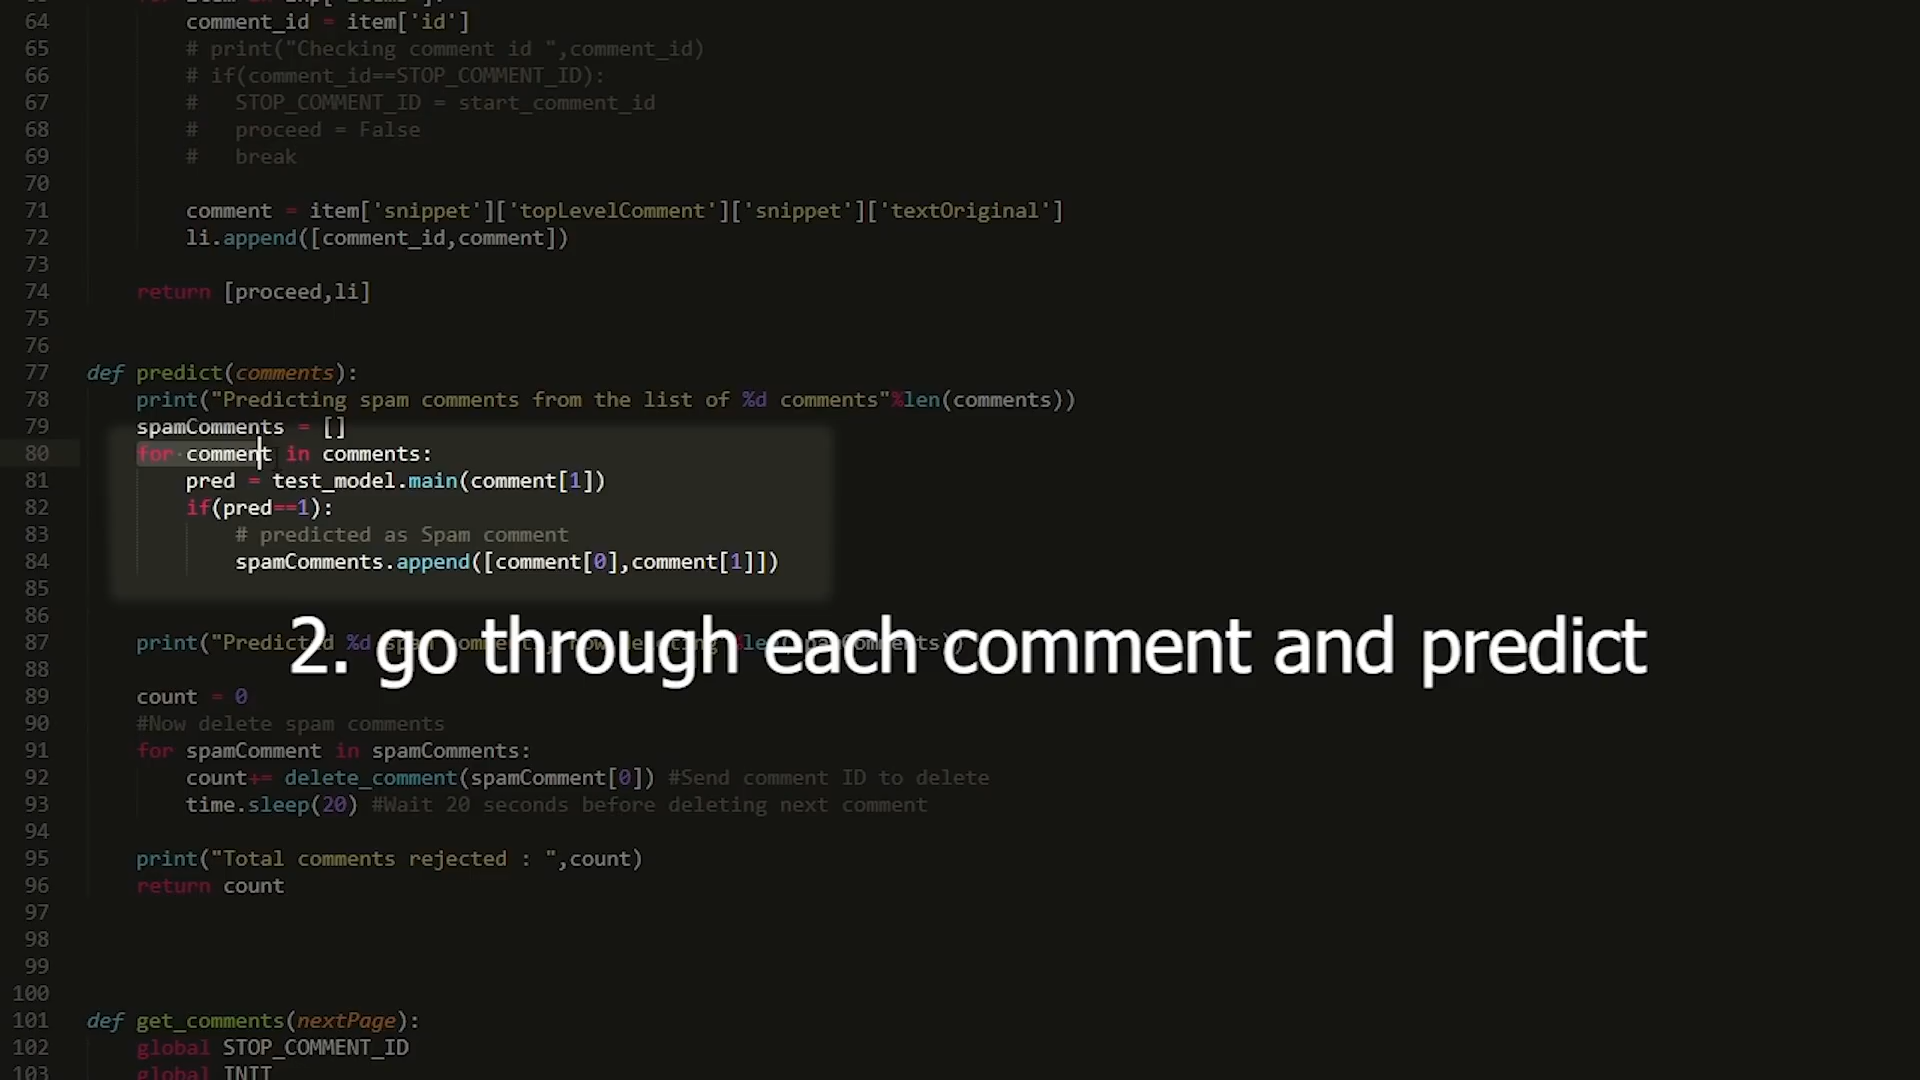 64 comment_id = item['id']
65 # print("Checking comment id ",comment_id)
66 # if(comment_id==STOP_COMMENT_ID):
67 #   STOP_COMMENT_ID = start_comment_id
68 #   proceed = False
69 #   break
70
71 comment = item['snippet']['topLevelComment']['snippet']['textOriginal']
72 li.append([comment_id,comment])
73
74 return [proceed,li]
75
76
77 def predict(comments):
78 print("Predicting spam comments from the list of %d comments"%len(comments))
79 spamComments = []
80 for comment in comments:
81 pred = test_model.main(comment[1])
82 if(pred==1):
83 # predicted as Spam comment
84 spamComments.append([comment[0],comment[1]])
85
86
2. go through each comment and predict
87 print("Predicted %d
88
89 count = 0
90 #Now delete spam comments
91 for spamComment in spamComments:
92 count+= delete_comment(spamComment[0]) #Send comment ID to delete
93 time.sleep(20) #Wait 20 seconds before deleting next comment
94
95 print("Total comments rejected : ",count)
96 return count
97
98
99
100
101 def get_comments(nextPage):
102 global STOP_COMMENT_ID
103 global INIT